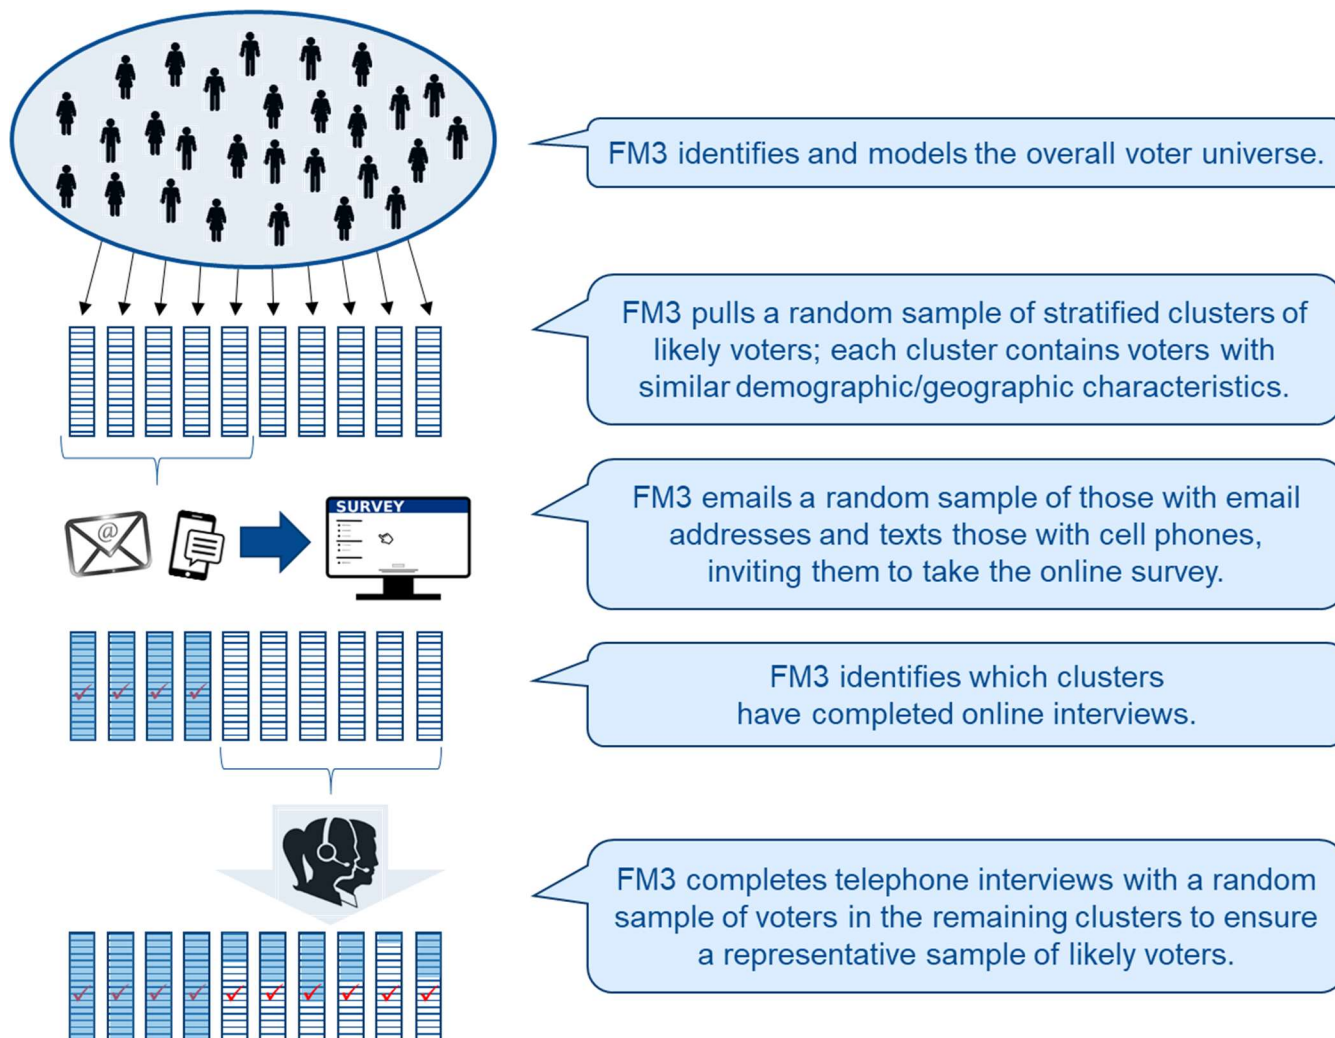 FM3 identifies and models the overall voter universe.
FM3 pulls a random sample of stratified clusters of
likely voters; each cluster contains voters with
similar demographic/geographic characteristics.
@
SURVEY
FM3 emails a random sample of those with email
addresses and texts those with cell phones,
inviting them to take the online survey.
FM3 identifies which clusters
have completed online interviews.
FM3 completes telephone interviews with a random
sample of voters in the remaining clusters to ensure
a representative sample of likely voters.